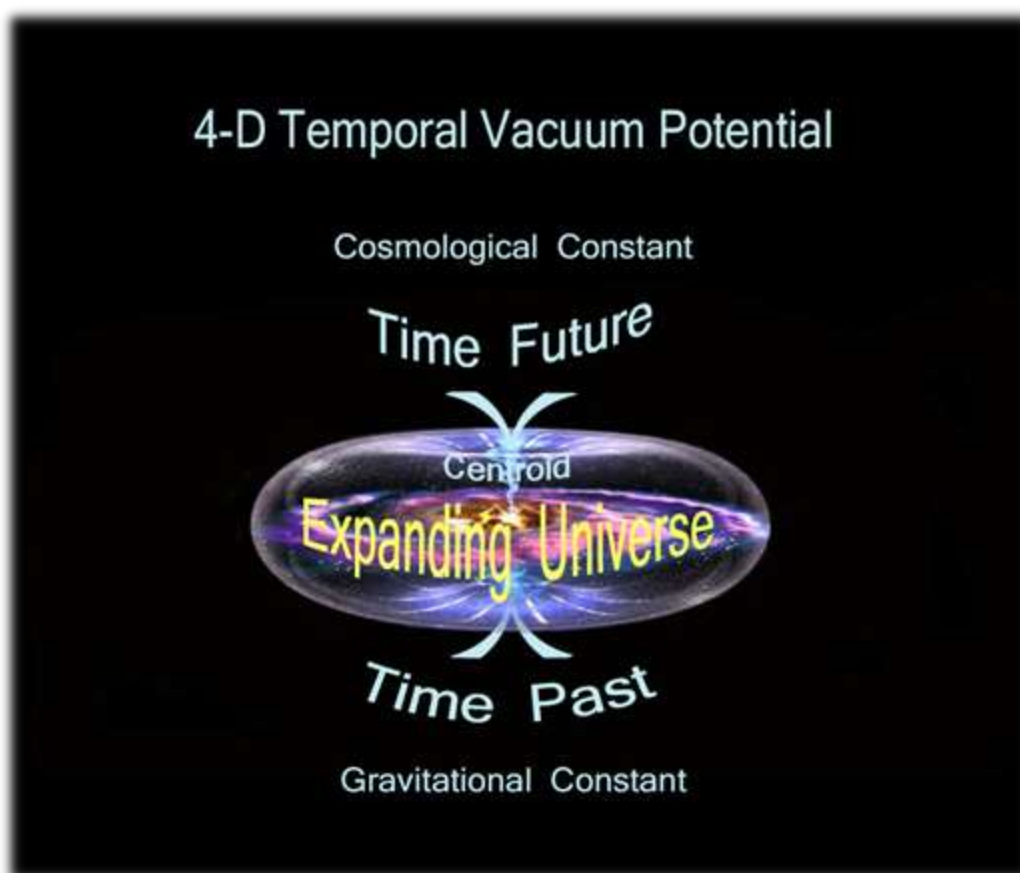 4-D Temporal Vacuum Potential
Cosmological Constant
Time Future
Centroid
Expanding Universe
Time Past
Gravitational Constant